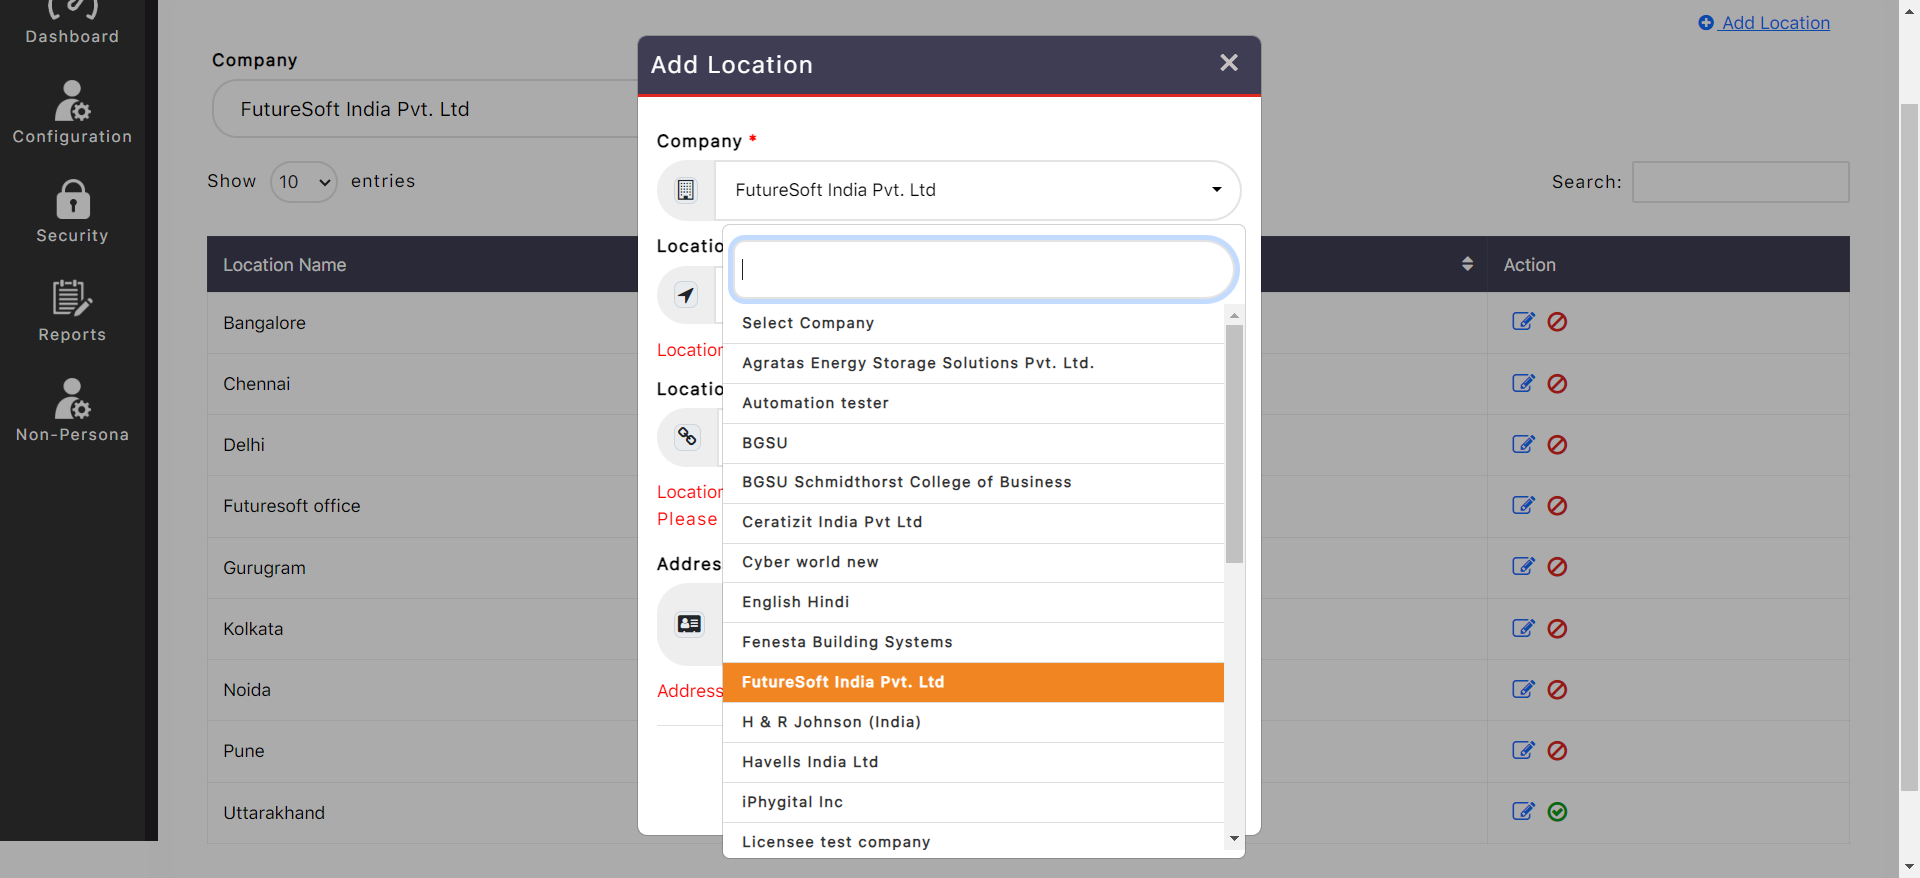 Dashboard
Configuration
Security
Reports
Non-Persona
Add Location
Company
FutureSoft India Pvt. Ltd
Show 10 entries
Search:
Location Name
Action
Bangalore
Chennai
Delhi
Futuresoft office
Gurugram
Kolkata
Noida
Pune
Uttarakhand
Add Location
Company *
FutureSoft India Pvt. Ltd
Locatio
Location
Locatio
Location
Please
Addres
Address
Select Company
Agratas Energy Storage Solutions Pvt. Ltd.
Automation tester
BGSU
BGSU Schmidthorst College of Business
Ceratizit India Pvt Ltd
Cyber world new
English Hindi
Fenesta Building Systems
FutureSoft India Pvt. Ltd
H & R Johnson (India)
Havells India Ltd
iPhygital Inc
Licensee test company